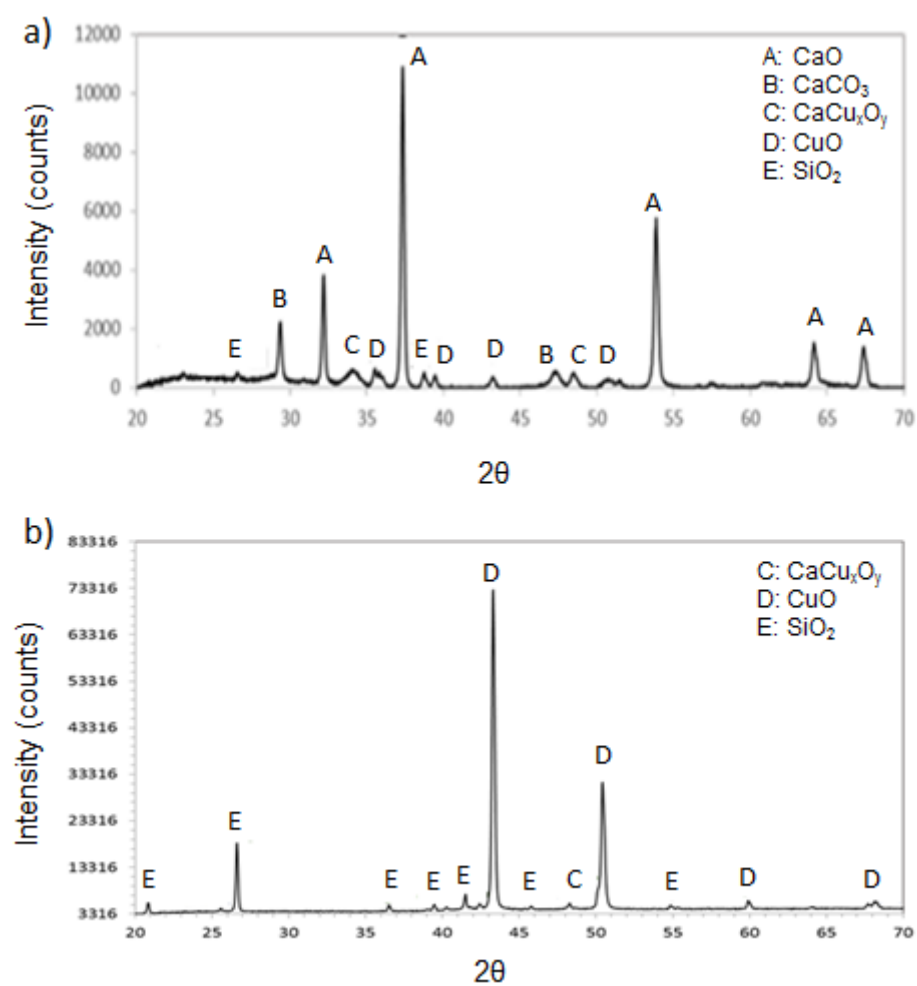 a)
12000
10000
8000
6000
4000
2000
0
Intensity (counts)
A: CaO
B: CaCO₃
C: CaCuₓOᵧ
D: CuO
E: SiO₂
E B A C D A E D D B C D A A A
20 25 30 35 40 45 50 55 60 65 70
2θ
b)
83316
73316
63316
53316
43316
33316
23316
13316
3316
Intensity (counts)
C: CaCuₓOᵧ
D: CuO
E: SiO₂
E E E E E D E C D E D D
20 25 30 35 40 45 50 55 60 65 70
2θ